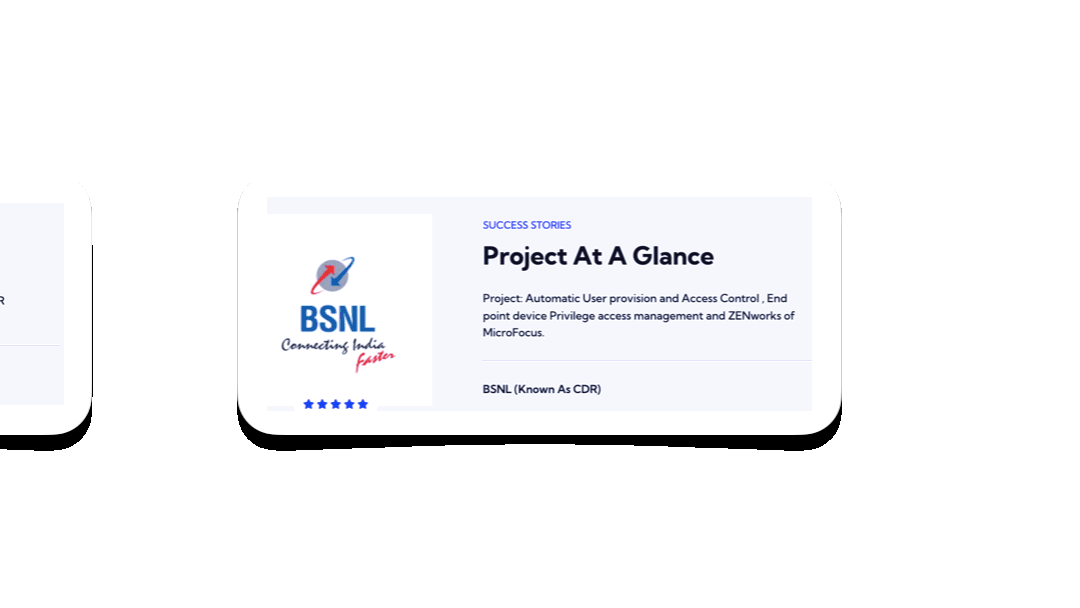 R
SUCCESS STORIES
Project At A Glance
Project: Automatic User provision and Access Control , End
point device Privilege access management and ZENworks of
MicroFocus.
BSNL (Known As CDR)
BSNL
Connecting India
Faster